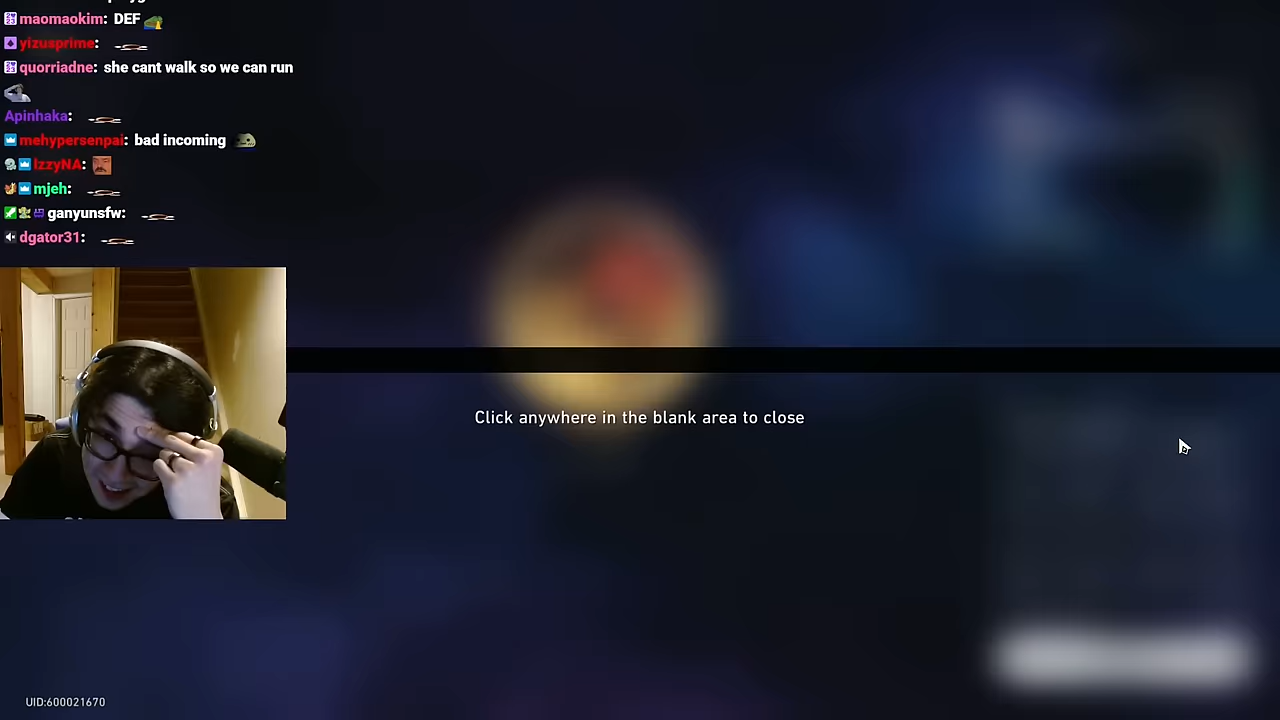 maomaokim: DEF
yizusprime:
quorriadne: she cant walk so we can run
Apinhaka:
mehypersenpai: bad incoming
IzzyNA:
mjeh:
ganyunsfw:
dgator31:
Click anywhere in the blank area to close
UID:600021670